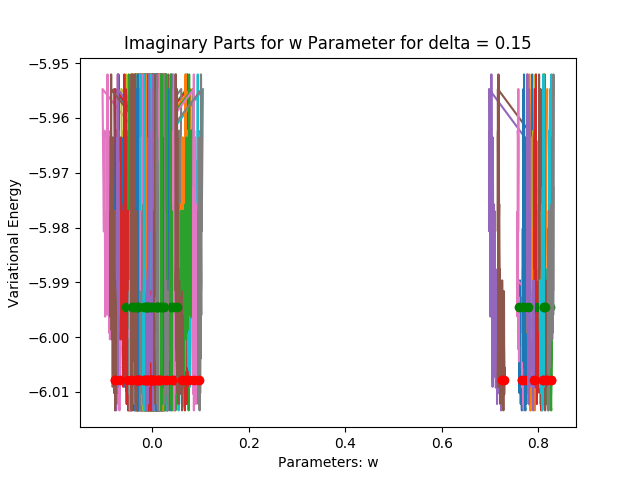 Imaginary Parts for w Parameter for delta = 0.15
−5.95
−5.96
−5.97
−5.98
−5.99
−6.00
−6.01
Variational Energy
0.0 0.2 0.4 0.6 0.8
Parameters: w